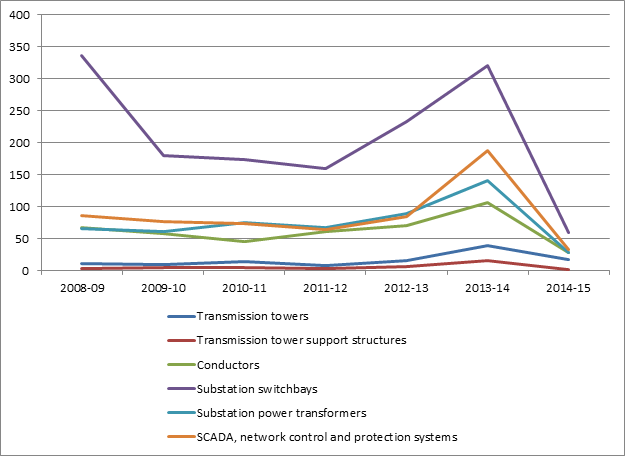 400
350
300
250
200
150
100
50
0
2008-09 2009-10 2010-11 2011-12 2012-13 2013-14 2014-15
Transmission towers
Transmission tower support structures
Conductors
Substation switchbays
Substation power transformers
SCADA, network control and protection systems